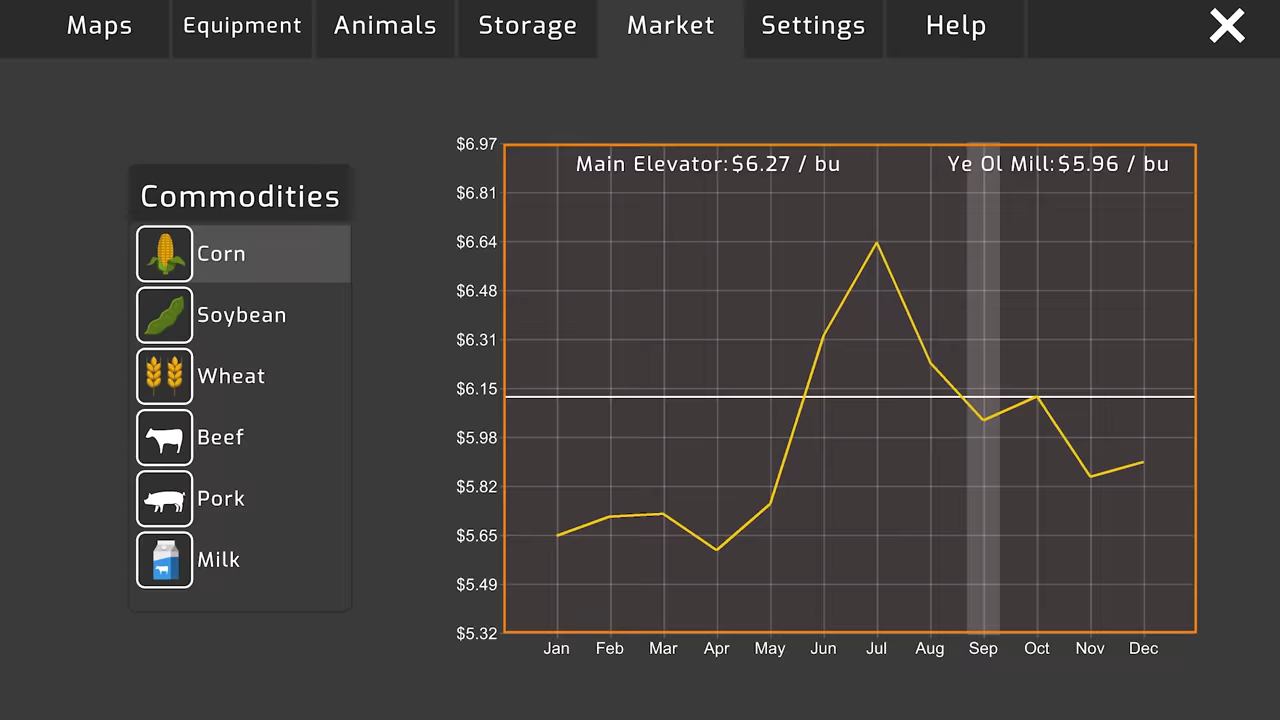 Maps Equipment Animals Storage Market Settings Help
Commodities
Corn
Soybean
Wheat
Beef
Pork
Milk
Main Elevator:$6.27 / bu Ye Ol Mill:$5.96 / bu
$6.97
$6.81
$6.64
$6.48
$6.31
$6.15
$5.98
$5.82
$5.65
$5.49
$5.32
Jan Feb Mar Apr May Jun Jul Aug Sep Oct Nov Dec